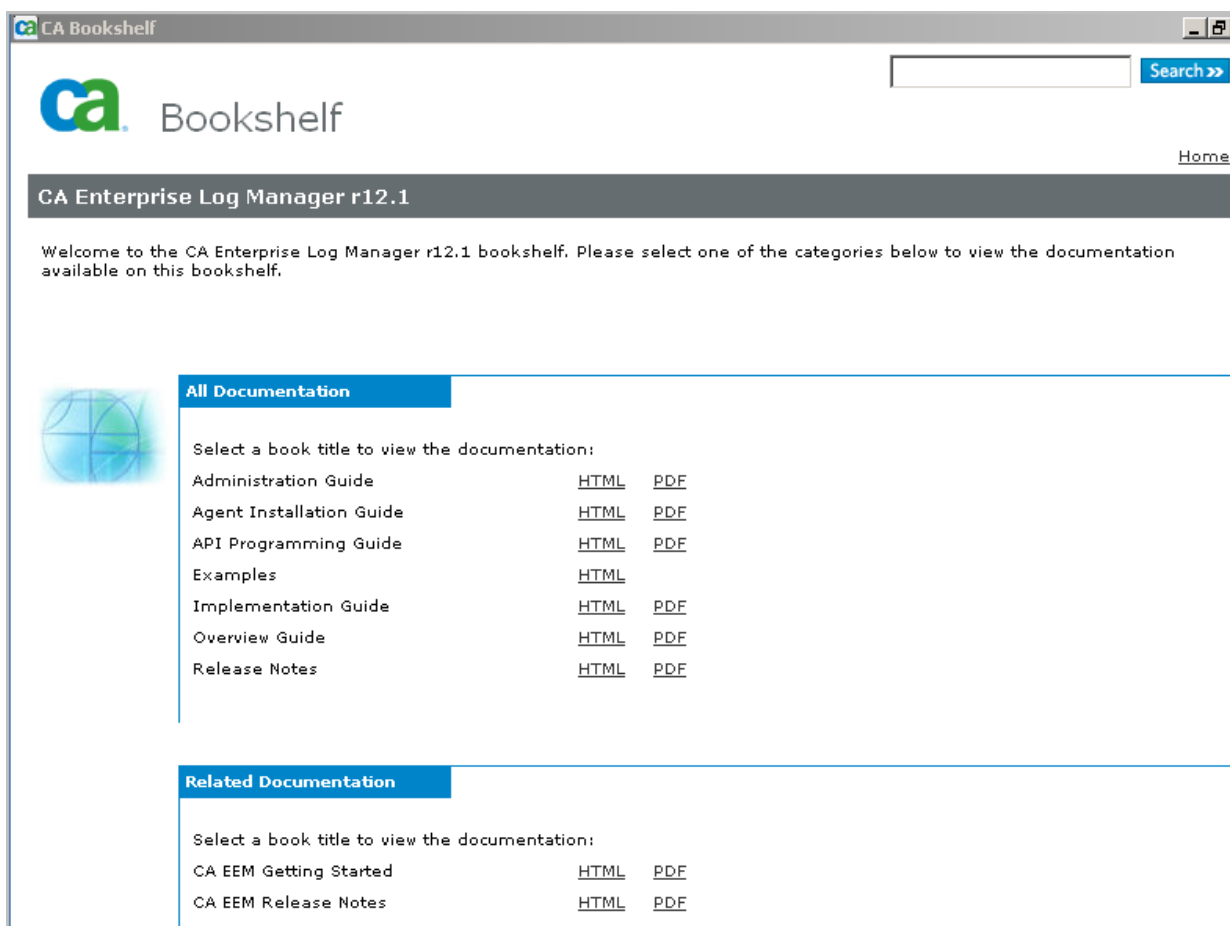 CA Bookshelf
Search >>
ca. Bookshelf
Home
CA Enterprise Log Manager r12.1
Welcome to the CA Enterprise Log Manager r12.1 bookshelf. Please select one of the categories below to view the documentation
available on this bookshelf.
All Documentation
Select a book title to view the documentation:
Administration Guide HTML PDF
Agent Installation Guide HTML PDF
API Programming Guide HTML PDF
Examples HTML
Implementation Guide HTML PDF
Overview Guide HTML PDF
Release Notes HTML PDF
Related Documentation
Select a book title to view the documentation:
CA EEM Getting Started HTML PDF
CA EEM Release Notes HTML PDF